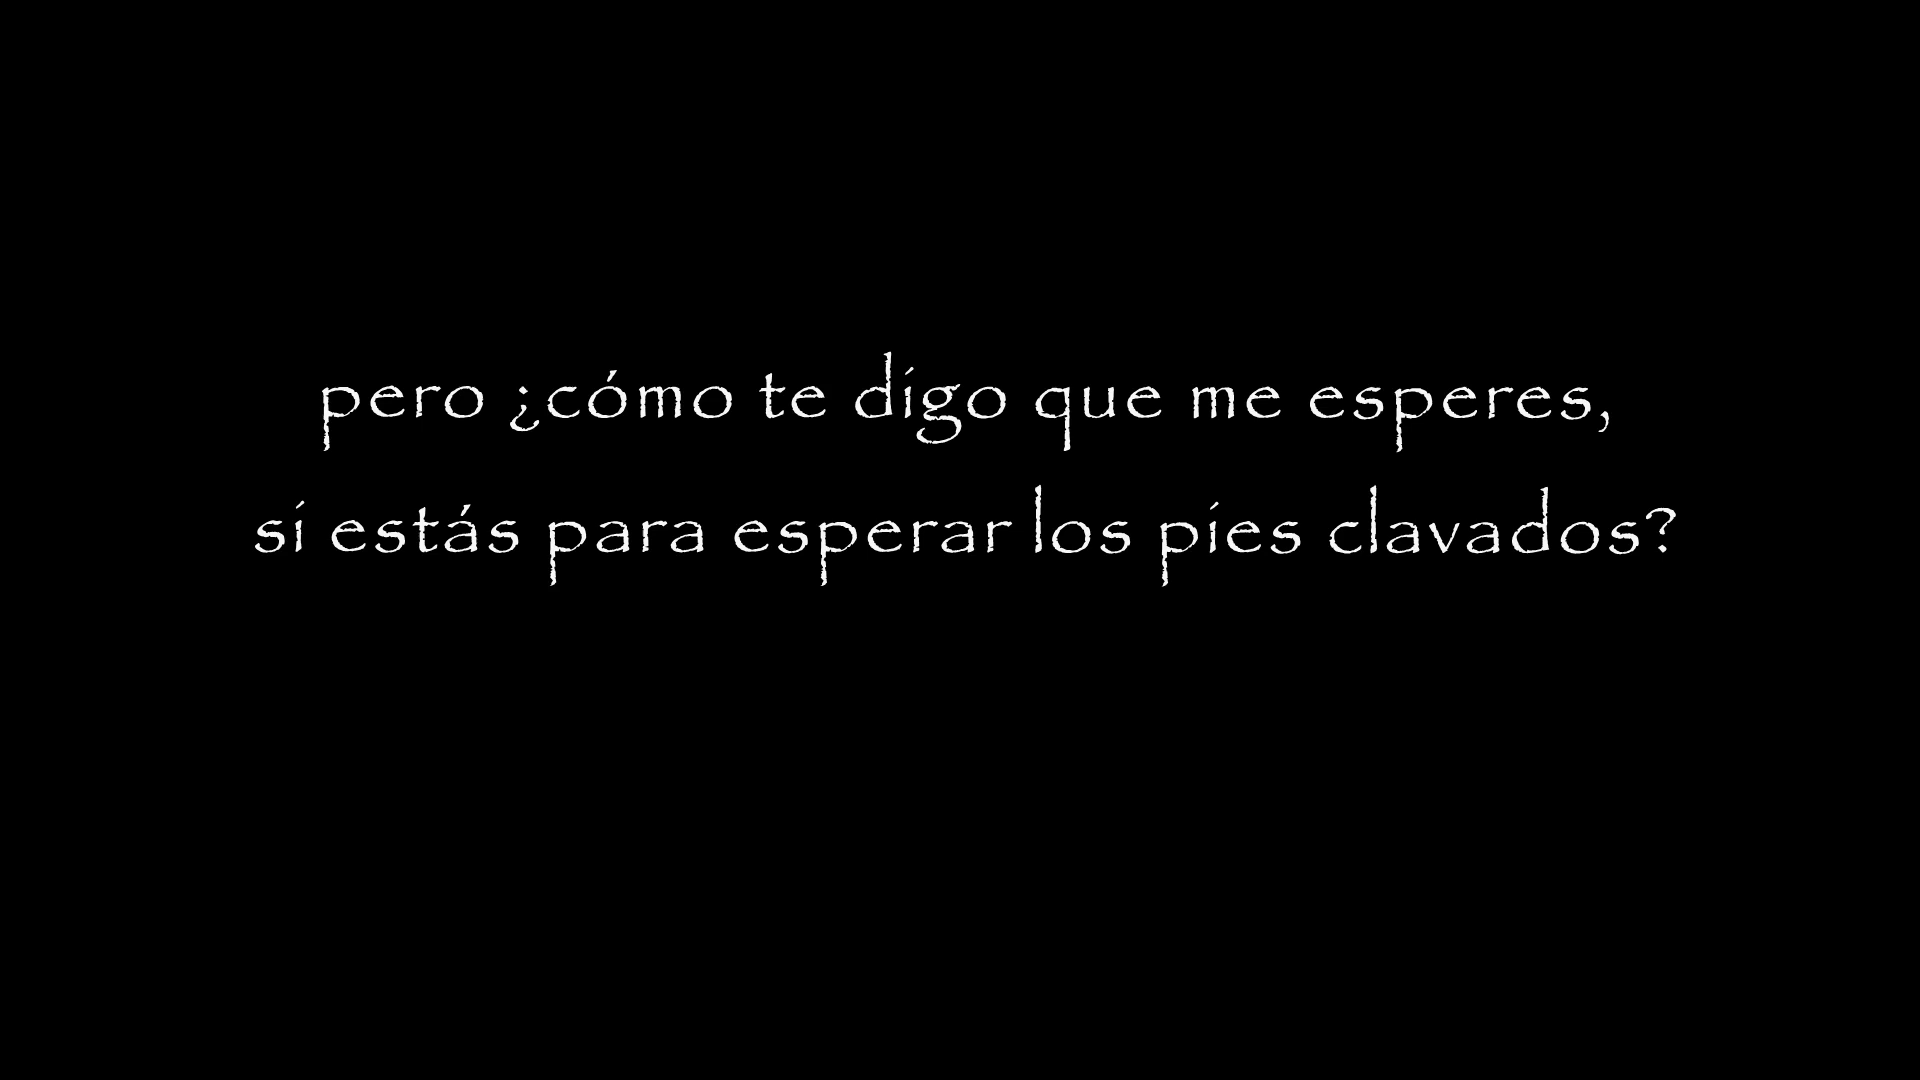 pero ¿cómo te digo que me esperes,
si estás para esperar los pies clavados?